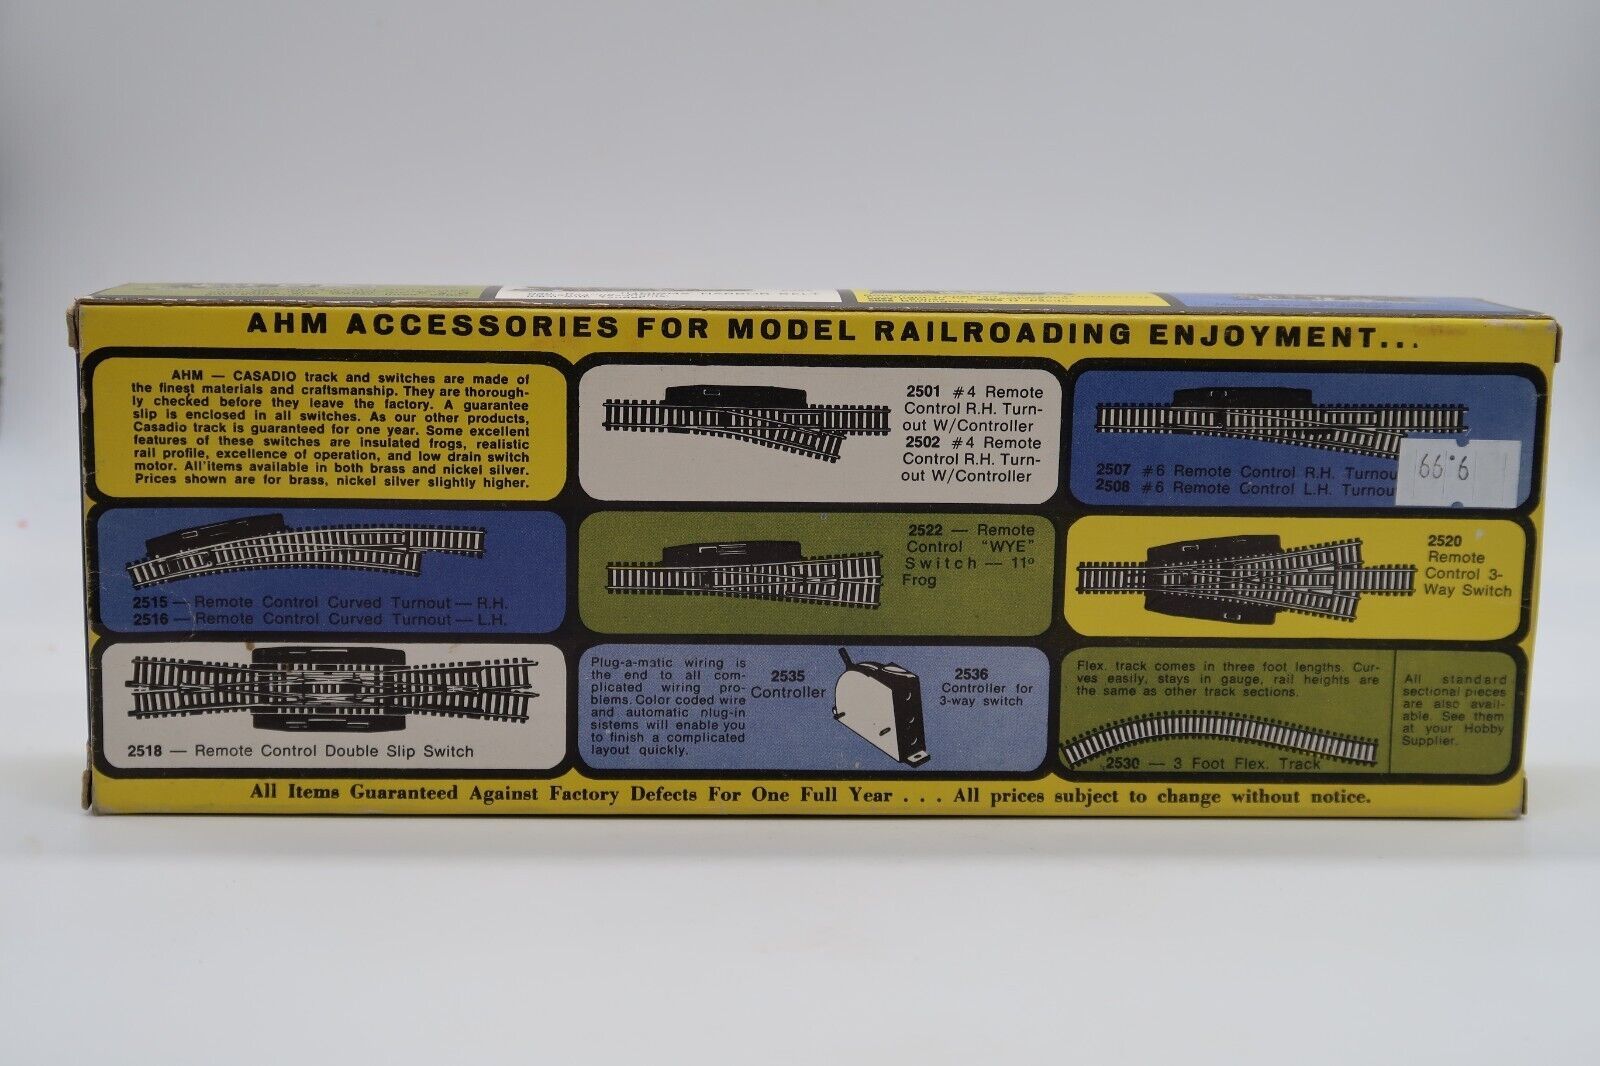 AHM ACCESSORIES FOR MODEL RAILROADING ENJOYMENT...
AHM — CASADIO track and switches are made of
the finest materials and craftsmanship. They are thorough-
ly checked before they leave the factory. A guarantee
slip is enclosed in all switches. As our other products,
Casadio track is guaranteed for one year. Some excellent
features of these switches are insulated frogs, realistic
rail profile, excellence of operation, and low drain switch
motor. All items available in both brass and nickel silver.
Prices shown are for brass, nickel silver slightly higher.
2501 #4 Remote
Control R.H. Turn-
out W/Controller
2502 #4 Remote
Control R.H. Turn-
out W/Controller
2507 #6 Remote Control R.H. Turnou
2508 #6 Remote Control L.H. Turnou
9.99
2515 — Remote Control Curved Turnout — R.H.
2516 — Remote Control Curved Turnout — L.H.
2522 — Remote
Control "WYE"
Switch — 11°
Frog
2520
Remote
Control 3-
Way Switch
2518 — Remote Control Double Slip Switch
Plug-a-matic wiring is
the end to all com-
plicated wiring pro-
blems. Color coded wire
and automatic plug-in
sistems will enable you
to finish a complicated
layout quickly.
2535
Controller
2536
Controller for
3-way switch
Flex. track comes in three foot lengths. Cur-
ves easily, stays in gauge, rail heights are
the same as other track sections.
2530 — 3 Foot Flex. Track
All standard
sectional pieces
are also avail-
able. See them
at your Hobby
Supplier.
All Items Guaranteed Against Factory Defects For One Full Year . . . All prices subject to change without notice.